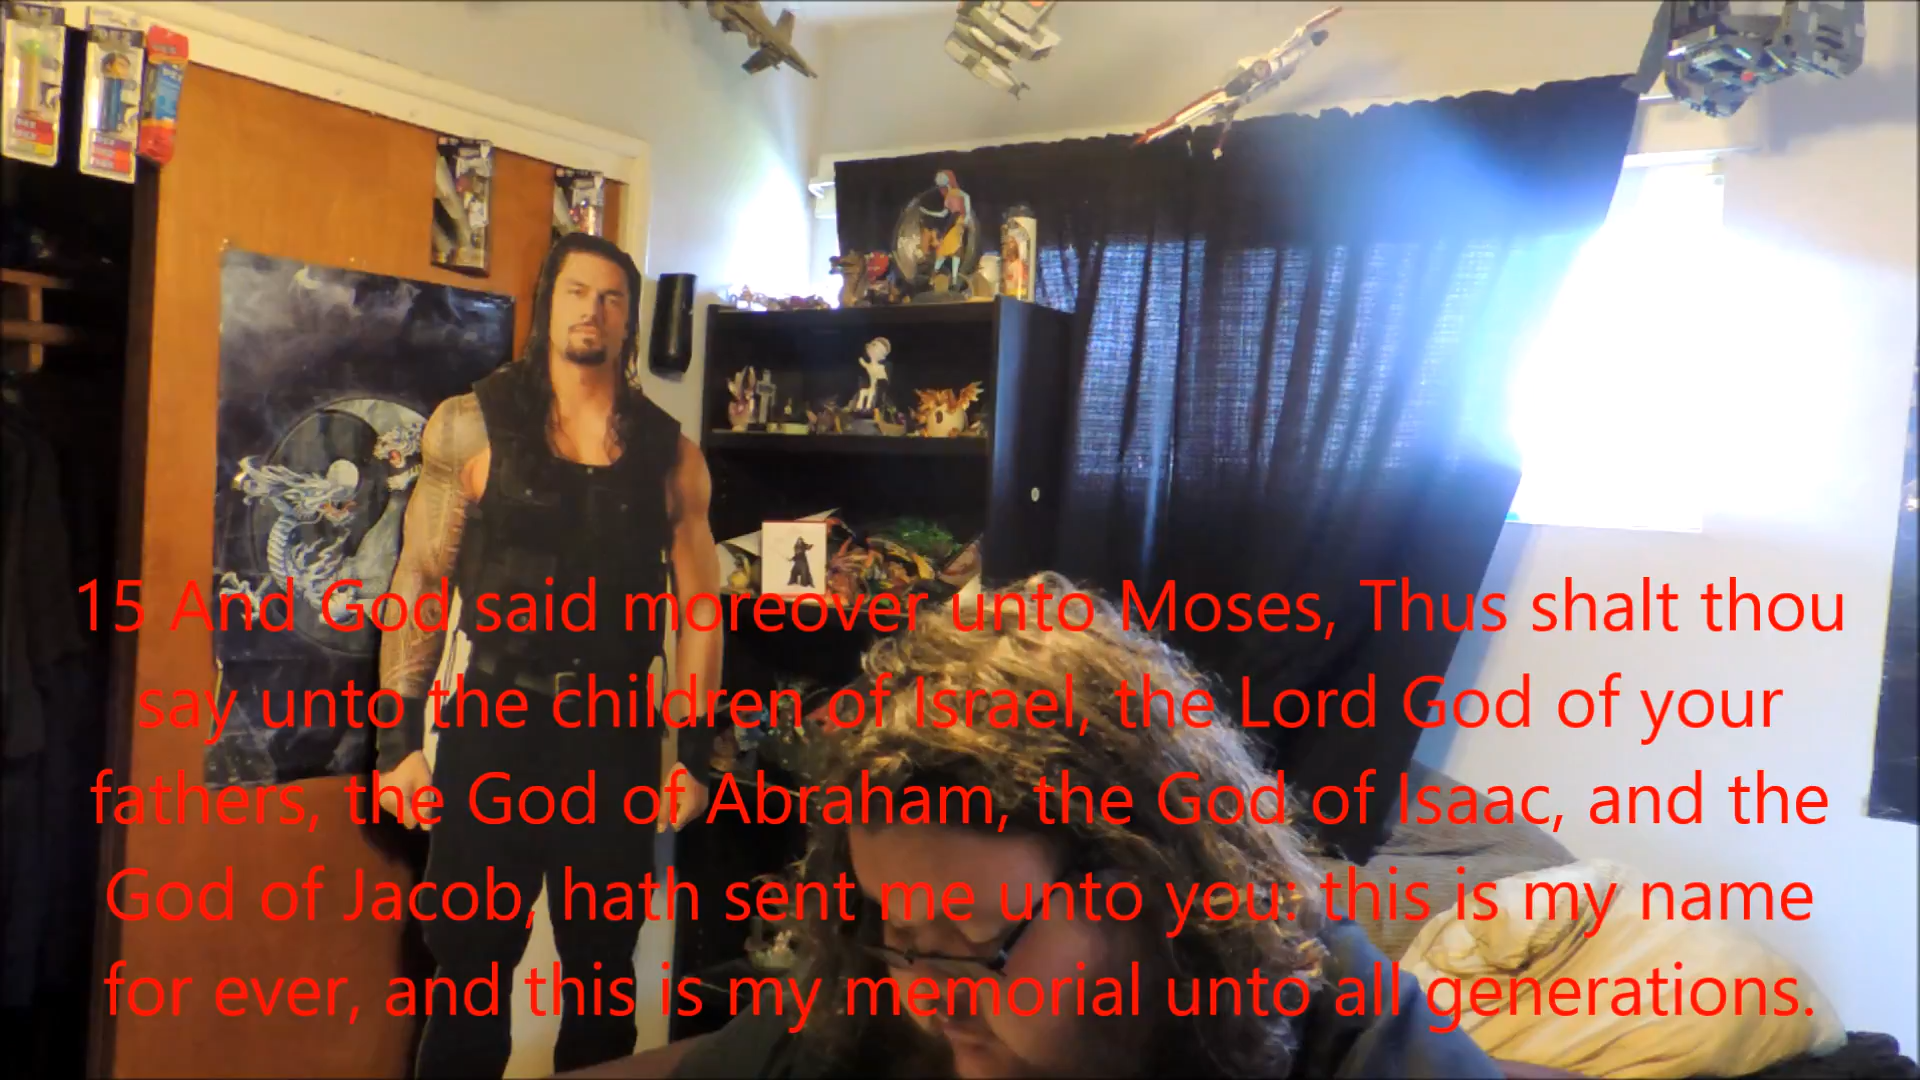 15 And God said moreover unto Moses, Thus shalt thou
say unto the children of Israel, the Lord God of your
fathers, the God of Abraham, the God of Isaac, and the
God of Jacob, hath sent me unto you: this is my name
for ever, and this is my memorial unto all generations.